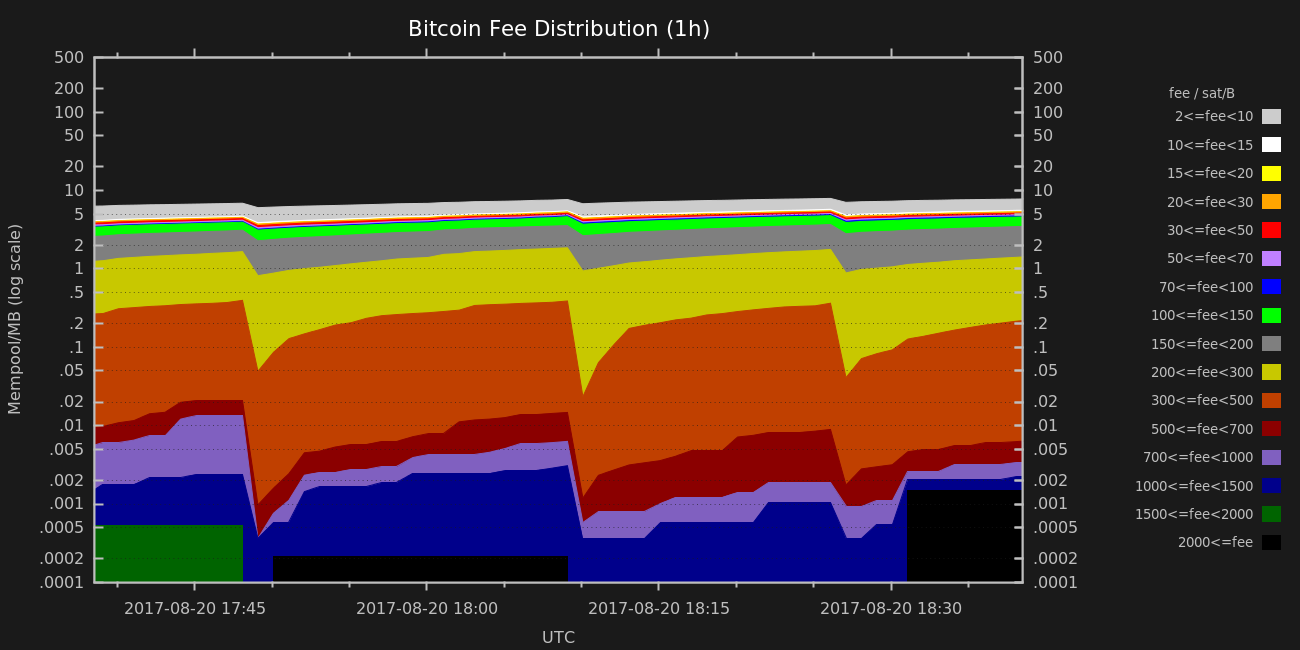 Bitcoin Fee Distribution (1h)
Mempool/MB (log scale)
500
200
100
50
20
10
5
2
1
.5
.2
.1
.05
.02
.01
.005
.002
.001
.0005
.0002
.0001
500
200
100
50
20
10
5
2
1
.5
.2
.1
.05
.02
.01
.005
.002
.001
.0005
.0002
.0001
2017-08-20 17:45
2017-08-20 18:00
2017-08-20 18:15
2017-08-20 18:30
UTC
fee / sat/B
2<=fee<10
10<=fee<15
15<=fee<20
20<=fee<30
30<=fee<50
50<=fee<70
70<=fee<100
100<=fee<150
150<=fee<200
200<=fee<300
300<=fee<500
500<=fee<700
700<=fee<1000
1000<=fee<1500
1500<=fee<2000
2000<=fee